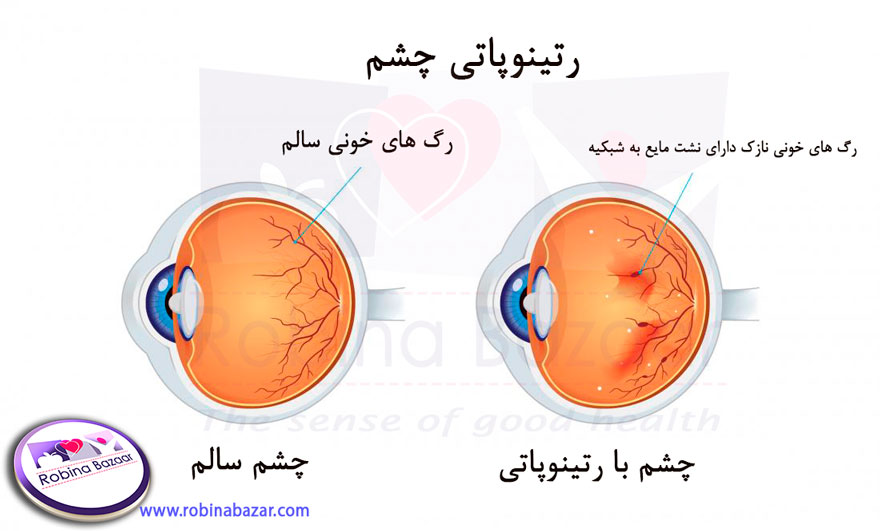 رتینوپاتی چشم
رگ های خونی نازک دارای نشت مایع به شبکیه
رگ های خونی سالم
Robina Bazaar
The sense of good health
چشم با رتینوپاتی
چشم سالم
Robina Bazaar
www.robinabazar.com